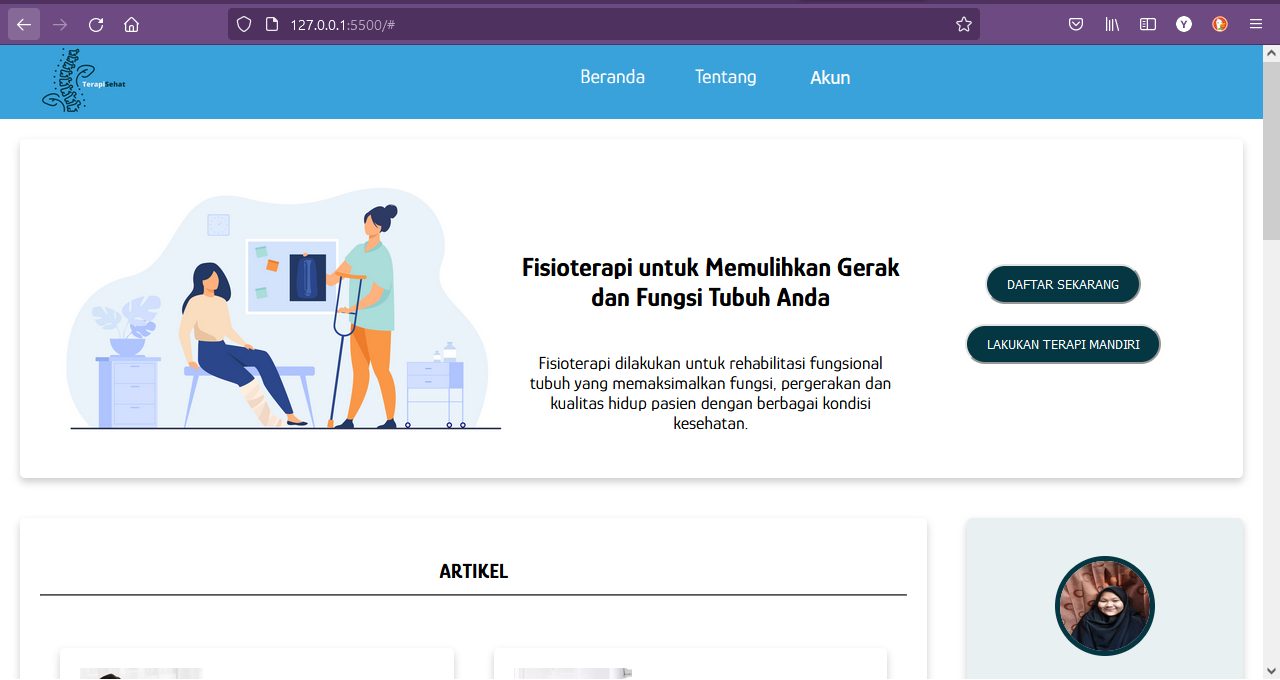 127.0.0.1:5500/#
Y
TerapiSehat
Beranda
Tentang
Akun
Fisioterapi untuk Memulihkan Gerak
dan Fungsi Tubuh Anda
Fisioterapi dilakukan untuk rehabilitasi fungsional
tubuh yang memaksimalkan fungsi, pergerakan dan
kualitas hidup pasien dengan berbagai kondisi
kesehatan.
DAFTAR SEKARANG
LAKUKAN TERAPI MANDIRI
ARTIKEL